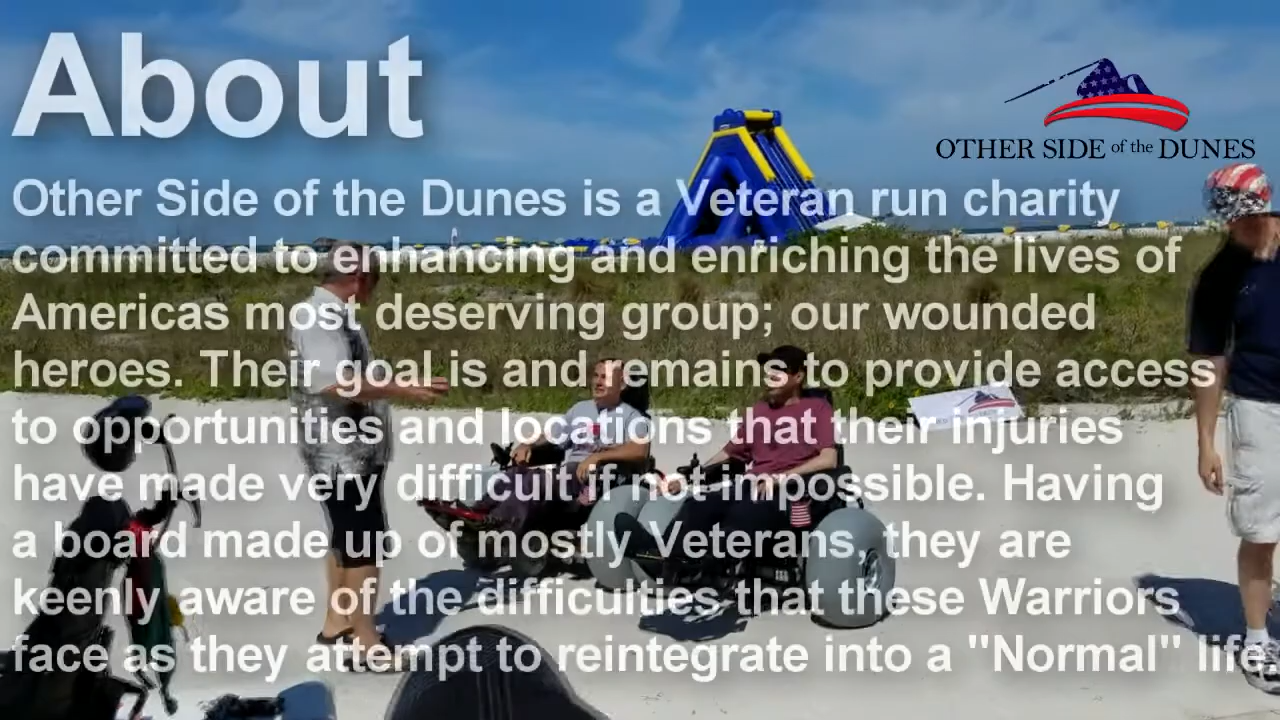 About
OTHER SIDE of the DUNES
Other Side of the Dunes is a Veteran run charity
committed to enhancing and enriching the lives of
Americas most deserving group; our wounded
heroes. Their goal is and remains to provide access
to opportunities and locations that their injuries
have made very difficult if not impossible. Having
a board made up of mostly Veterans, they are
keenly aware of the difficulties that these Warriors
face as they attempt to reintegrate into a "Normal" life.